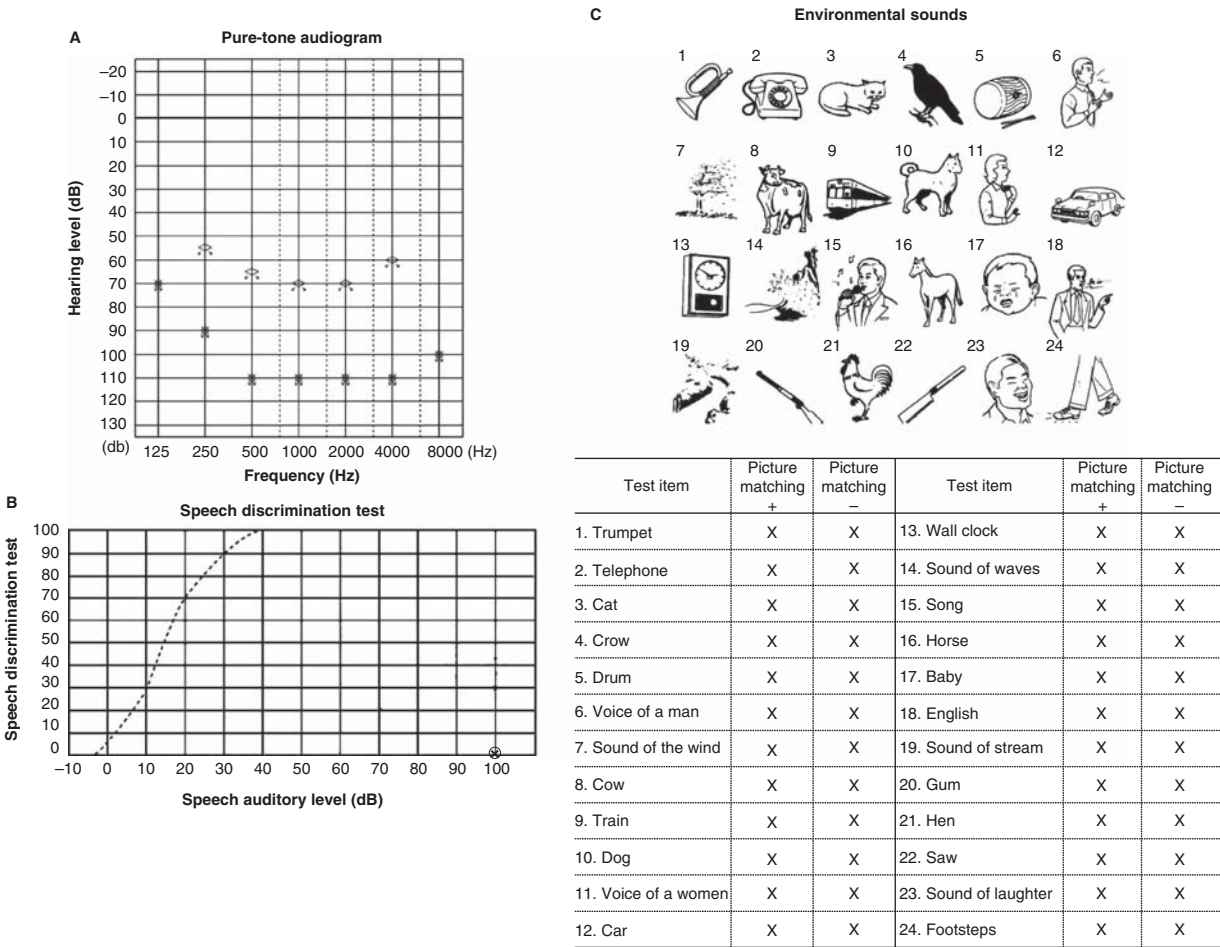 A
Pure-tone audiogram
–20
–10
0
10
20
30
40
50
60
70
80
90
100
110
120
130
(db)
125 250 500 1000 2000 4000 8000 (Hz)
Hearing level (dB)
Frequency (Hz)
B
Speech discrimination test
100
90
80
70
60
50
40
30
20
10
0
–10 0 10 20 30 40 50 60 70 80 90 100
Speech discrimination test
Speech auditory level (dB)
C
Environmental sounds
1 2 3 4 5 6
7 8 9 10 11 12
13 14 15 16 17 18
19 20 21 22 23 24
Test item Picture matching + Picture matching – Test item Picture matching + Picture matching –
1. Trumpet X X 13. Wall clock X X
2. Telephone X X 14. Sound of waves X X
3. Cat X X 15. Song X X
4. Crow X X 16. Horse X X
5. Drum X X 17. Baby X X
6. Voice of a man X X 18. English X X
7. Sound of the wind X X 19. Sound of stream X X
8. Cow X X 20. Gum X X
9. Train X X 21. Hen X X
10. Dog X X 22. Saw X X
11. Voice of a women X X 23. Sound of laughter X X
12. Car X X 24. Footsteps X X